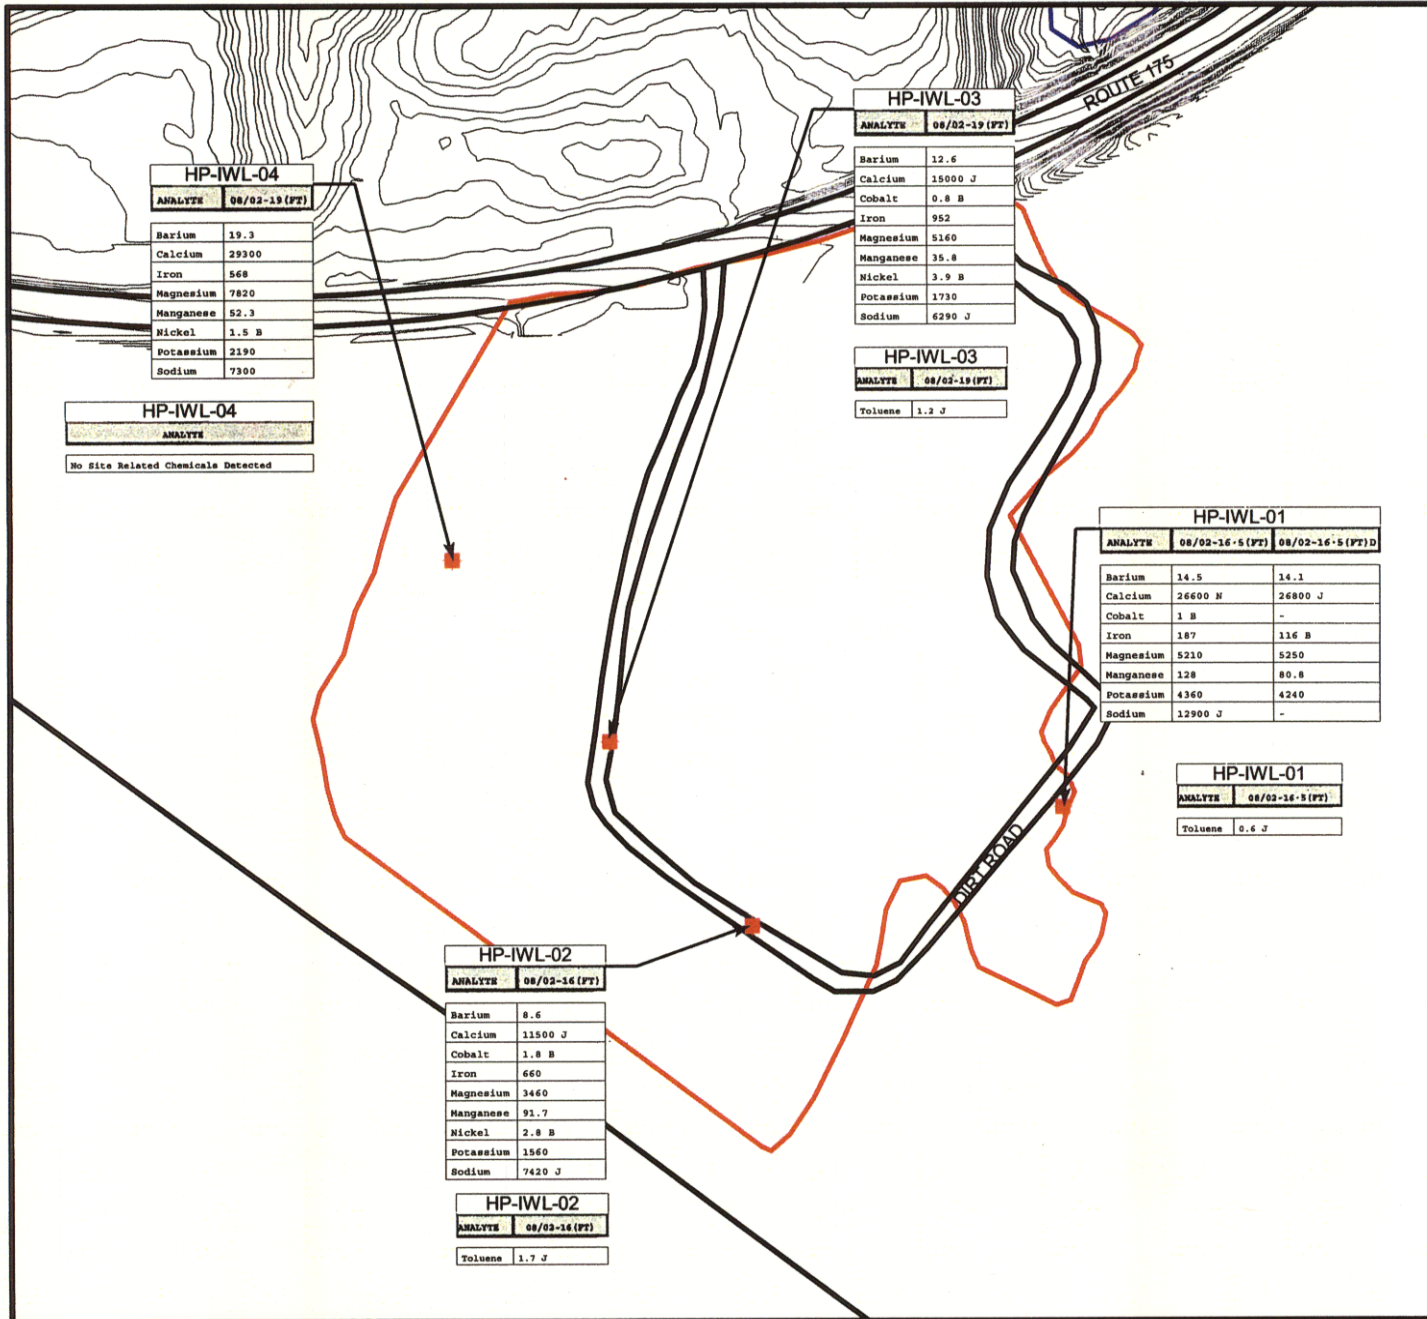 ROUTE 175
HP-IWL-03
ANALYTE 08/02-19(FT)
Barium 12.6
Calcium 15000 J
Cobalt 0.8 B
Iron 952
Magnesium 5160
Manganese 35.8
Nickel 3.9 B
Potassium 1730
Sodium 6290 J
HP-IWL-03
ANALYTE 08/02-19(FT)
Toluene 1.2 J
HP-IWL-04
ANALYTE 08/02-19(FT)
Barium 19.3
Calcium 29300
Iron 568
Magnesium 7820
Manganese 52.3
Nickel 1.5 B
Potassium 2190
Sodium 7300
HP-IWL-04
ANALYTE
No Site Related Chemicals Detected
HP-IWL-01
ANALYTE 08/02-16.5(FT) 08/02-16.5(FT)D
Barium 14.5 14.1
Calcium 26600 N 26800 J
Cobalt 1 B -
Iron 187 116 B
Magnesium 5210 5250
Manganese 128 80.8
Potassium 4360 4240
Sodium 12900 J -
HP-IWL-01
ANALYTE 08/02-16.5(FT)
Toluene 0.6 J
DIRT ROAD
HP-IWL-02
ANALYTE 08/02-16(FT)
Barium 8.6
Calcium 11500 J
Cobalt 1.8 B
Iron 660
Magnesium 3460
Manganese 91.7
Nickel 2.8 B
Potassium 1560
Sodium 7420 J
HP-IWL-02
ANALYTE 08/02-16(FT)
Toluene 1.7 J